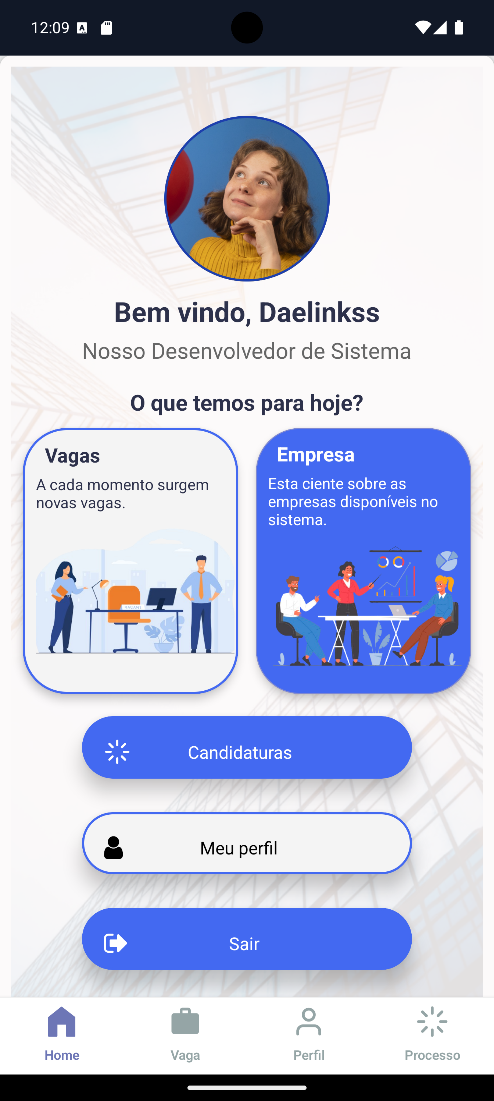 12:09
Bem vindo, Daelinkss
Nosso Desenvolvedor de Sistema
O que temos para hoje?
Vagas
A cada momento surgem
novas vagas.
Empresa
Esta ciente sobre as
empresas disponíveis no
sistema.
Candidaturas
Meu perfil
Sair
Home
Vaga
Perfil
Processo